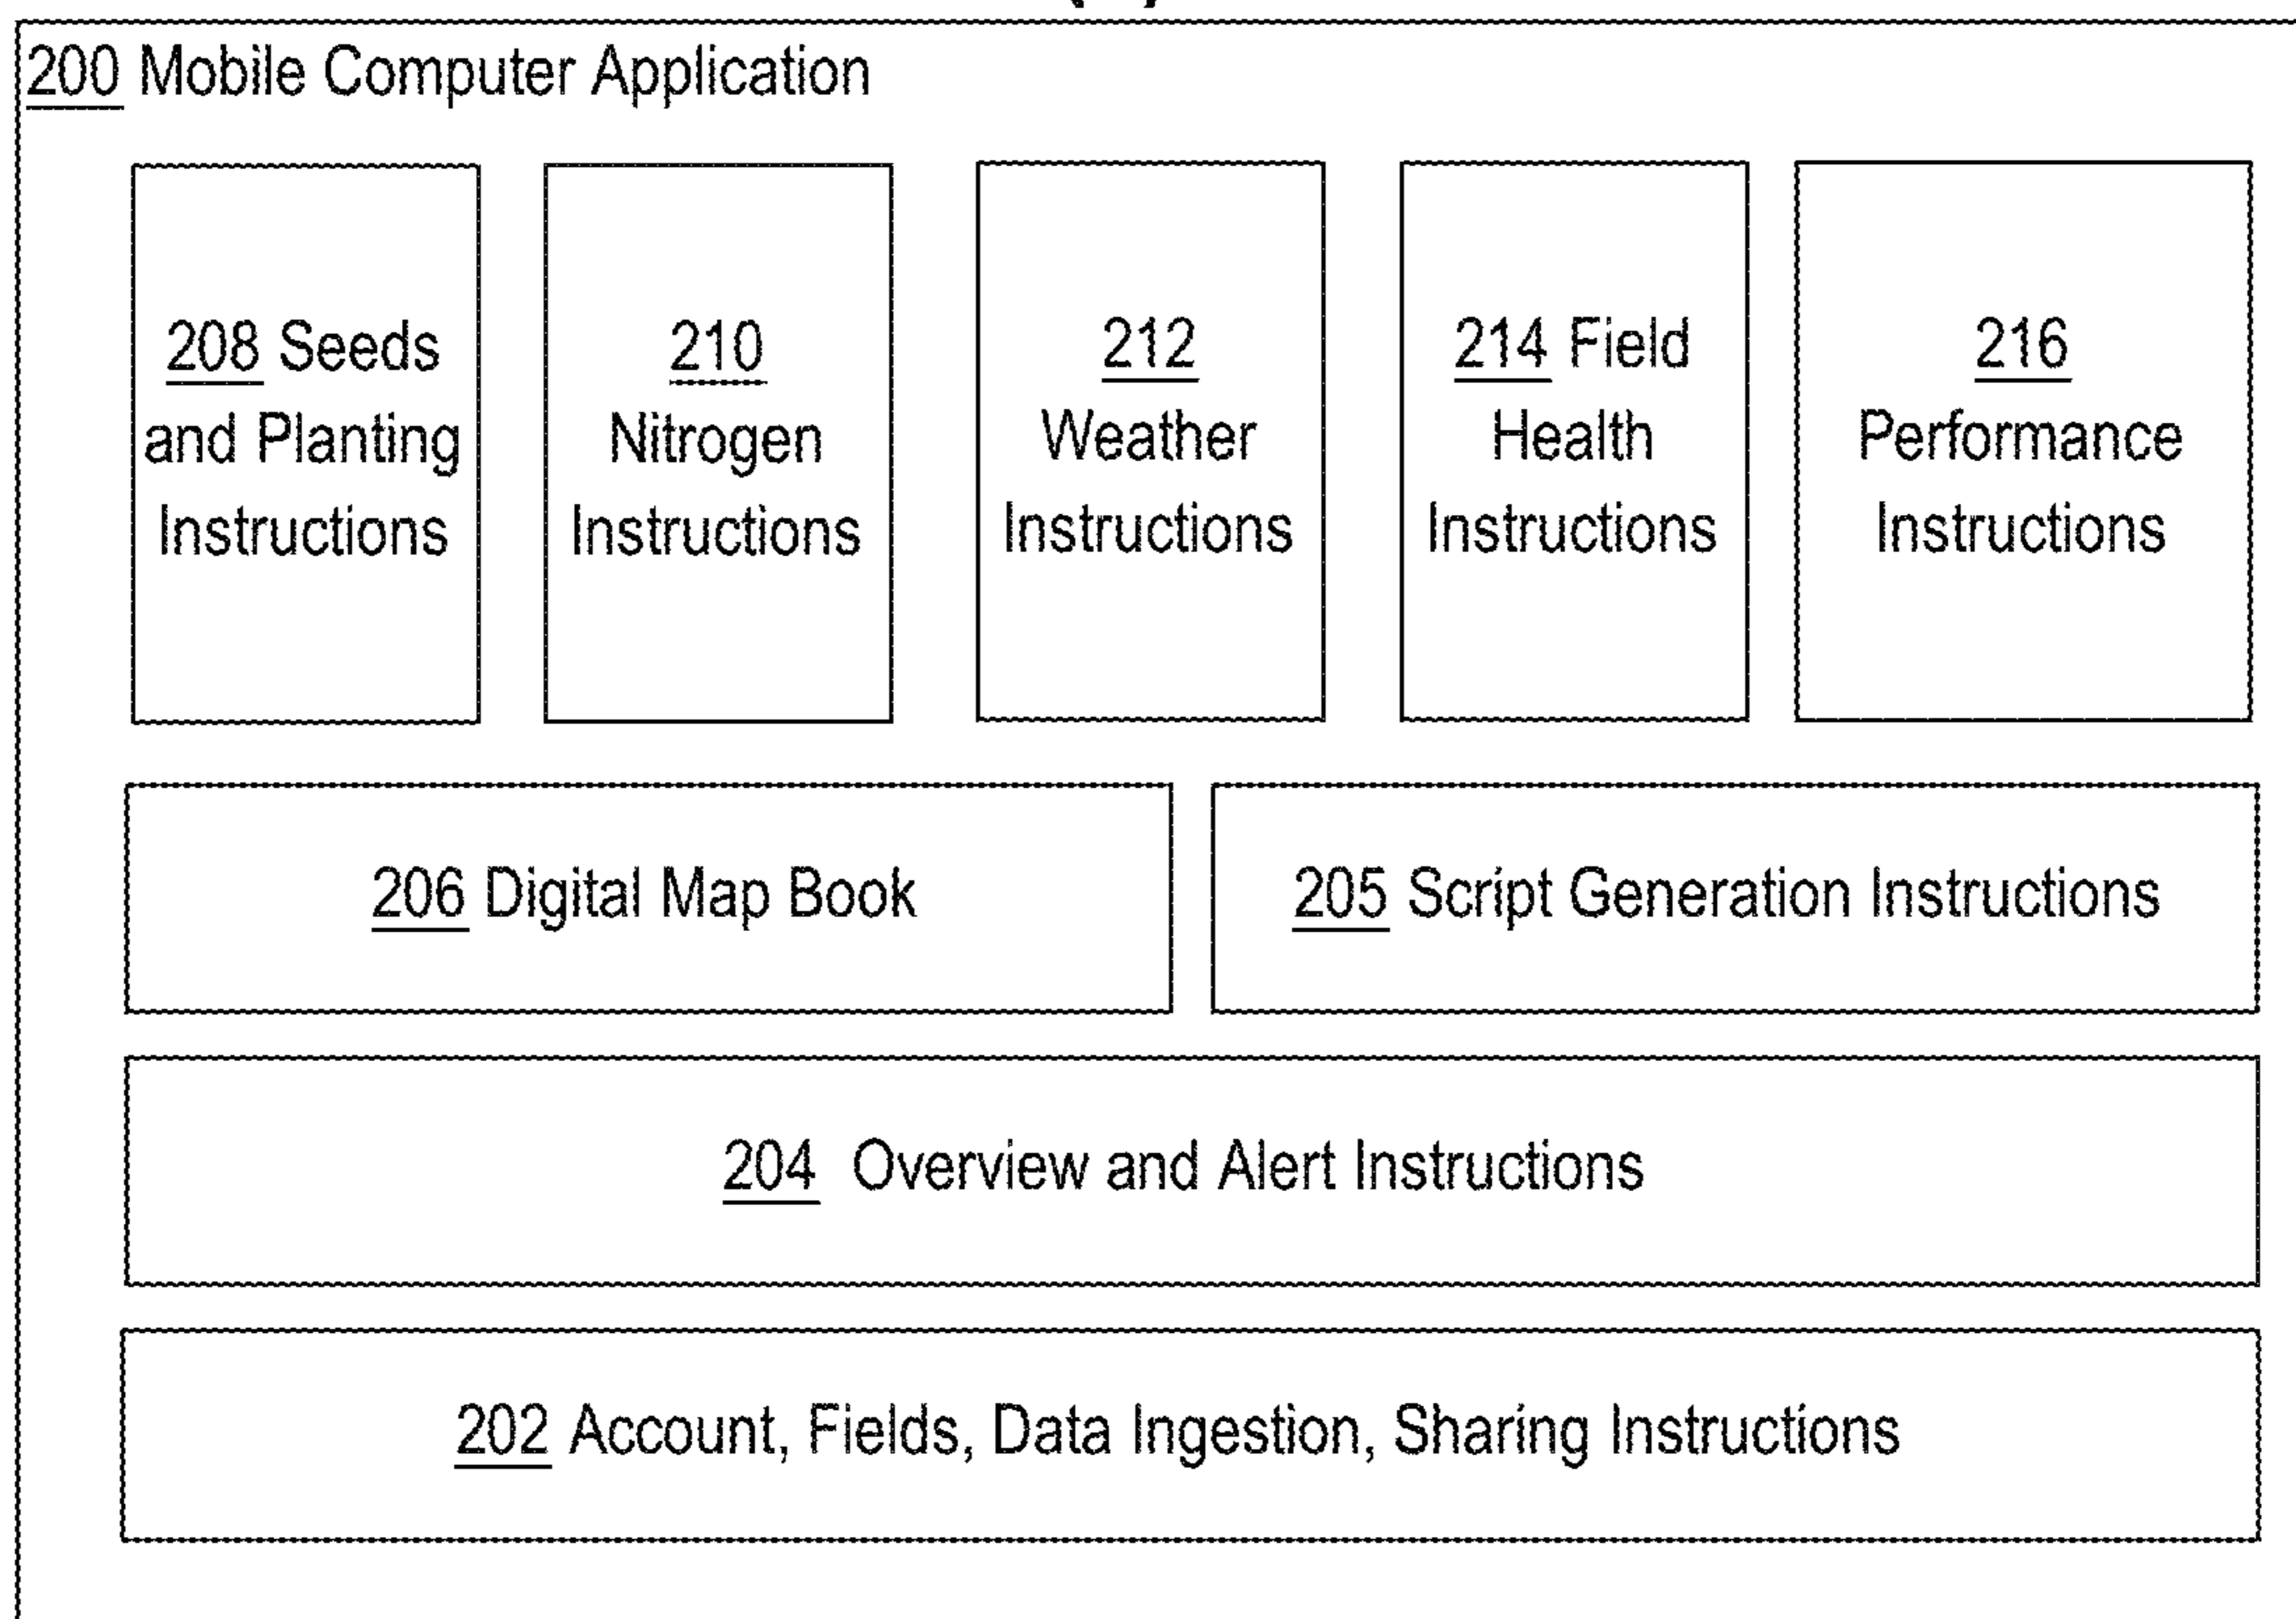 200 Mobile Computer Application
208 Seeds
and Planting
Instructions
210
Nitrogen
Instructions
212
Weather
Instructions
214 Field
Health
Instructions
216
Performance
Instructions
206 Digital Map Book
205 Script Generation Instructions
204 Overview and Alert Instructions
202 Account, Fields, Data Ingestion, Sharing Instructions